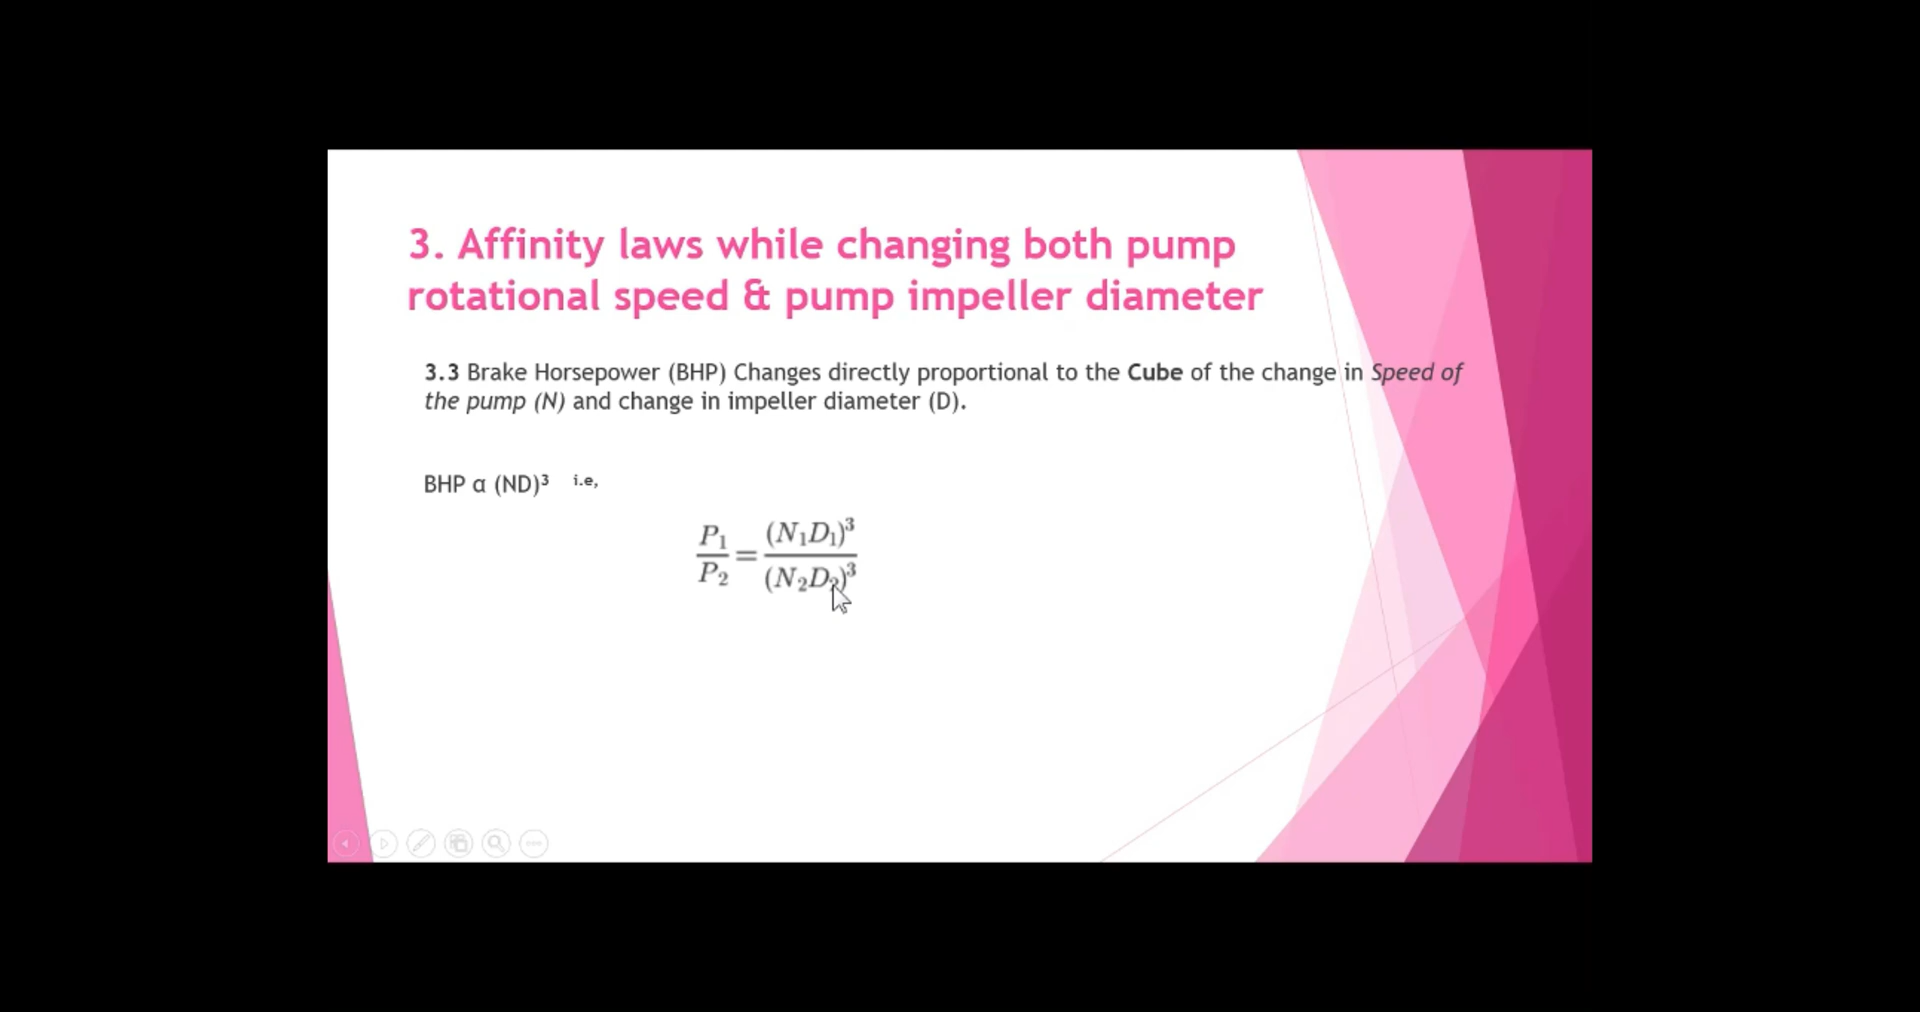 3. Affinity laws while changing both pump
rotational speed & pump impeller diameter
3.3 Brake Horsepower (BHP) Changes directly proportional to the Cube of the change in Speed of
the pump (N) and change in impeller diameter (D).
BHP α (ND)³ i.e,
P₁/P₂ = (N₁D₁)³/(N₂D₂)³